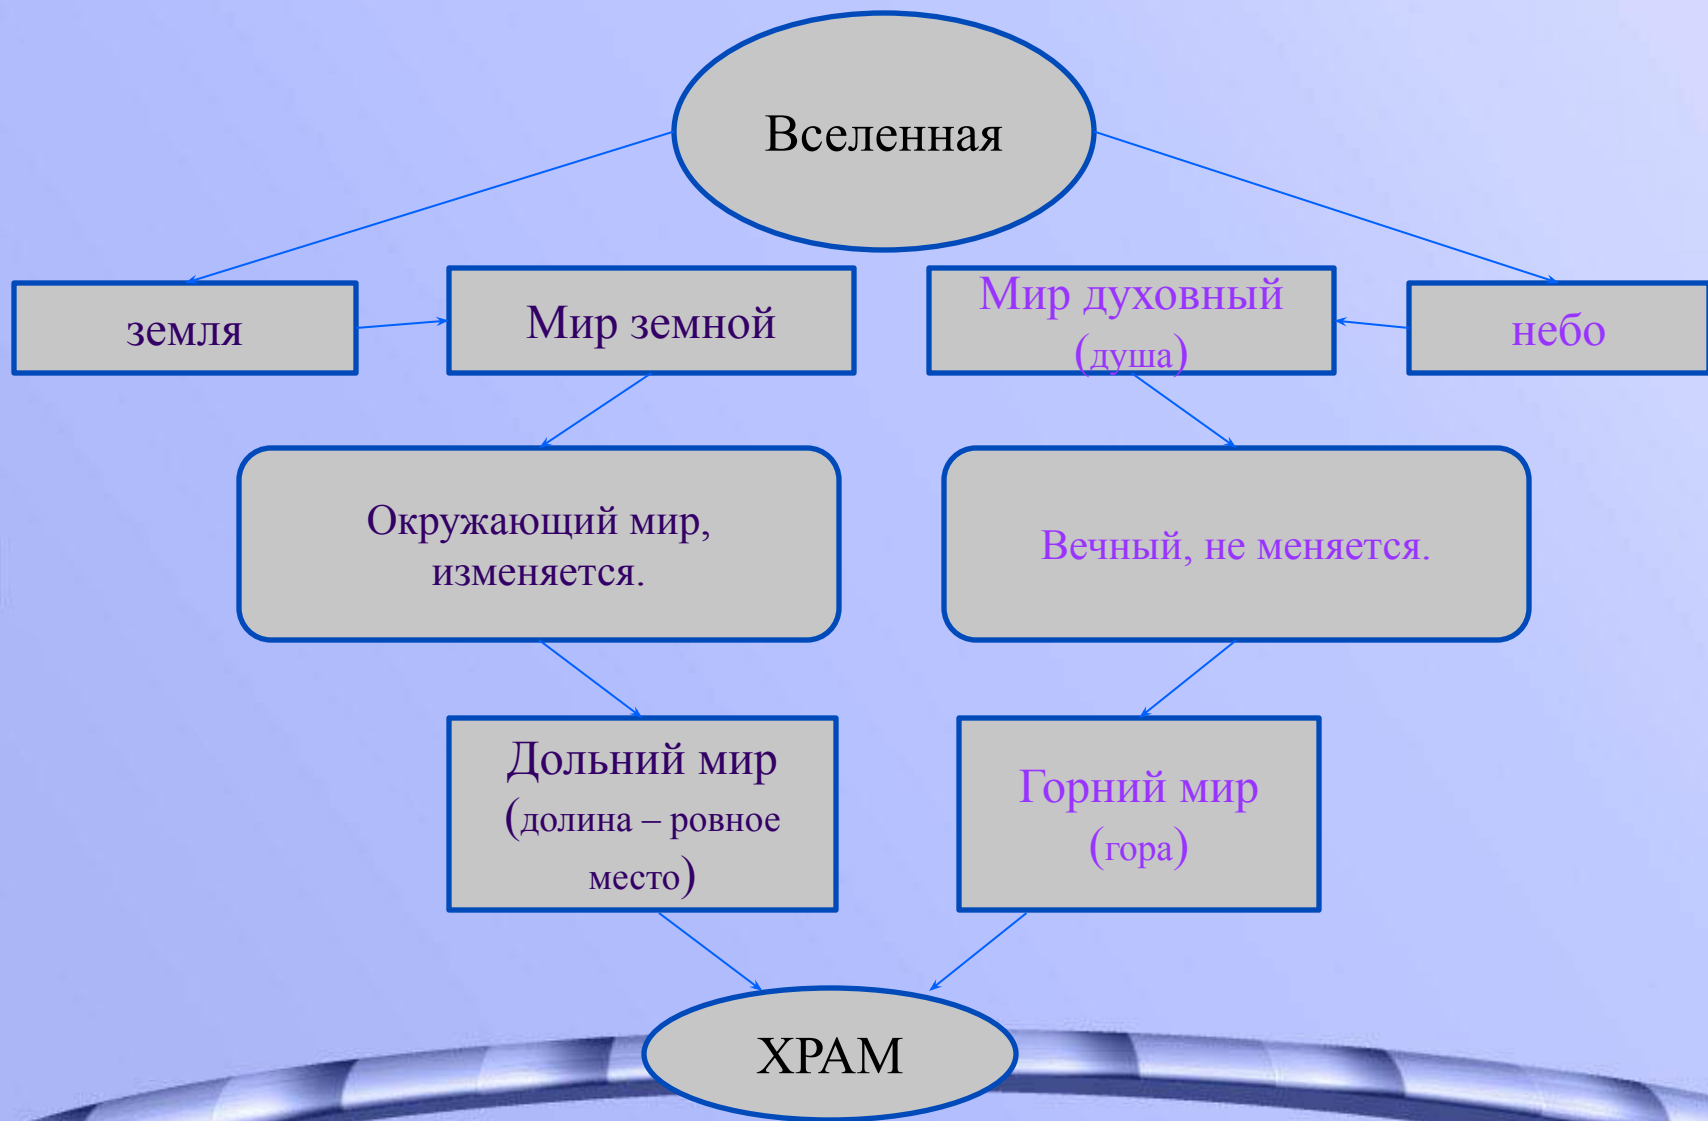 Вселенная
земля
Мир земной
Мир духовный
(душа)
небо
Окружающий мир,
изменяется.
Вечный, не меняется.
Дольний мир
(долина – ровное
место)
Горний мир
(гора)
ХРАМ